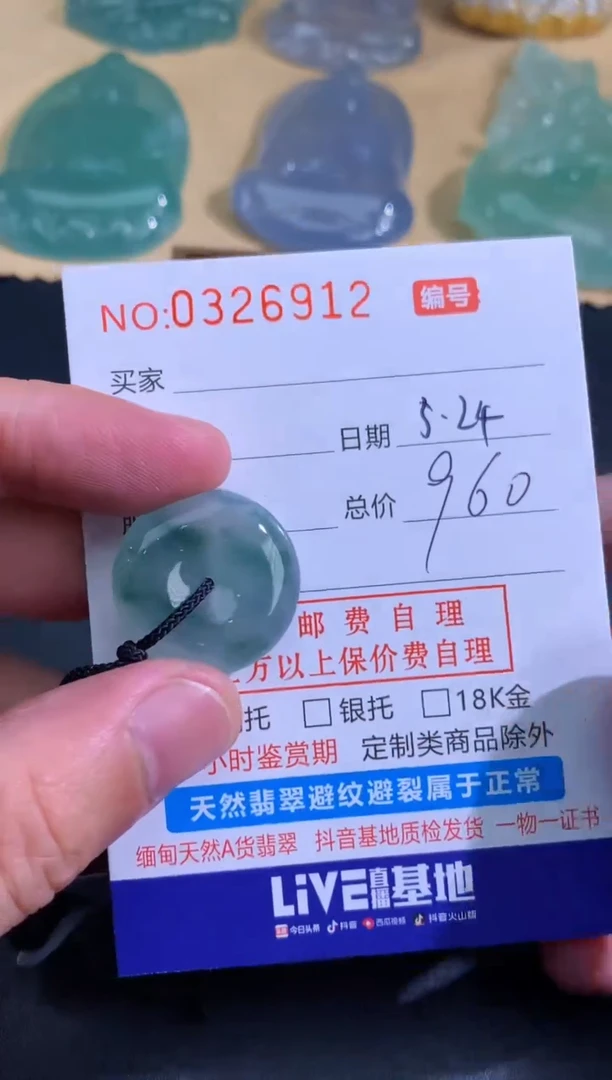 NO:0326912 编号
买家
日期 5.24
总价 960
邮费自理
万以上保价费自理
托 □银托 □18K金
小时鉴赏期 定制类商品除外
天然翡翠避纹避裂属于正常
缅甸天然A货翡翠 抖音基地质检发货 一物一证书
LiVE直播基地
今日头条 抖音 西瓜视频 抖音火山版